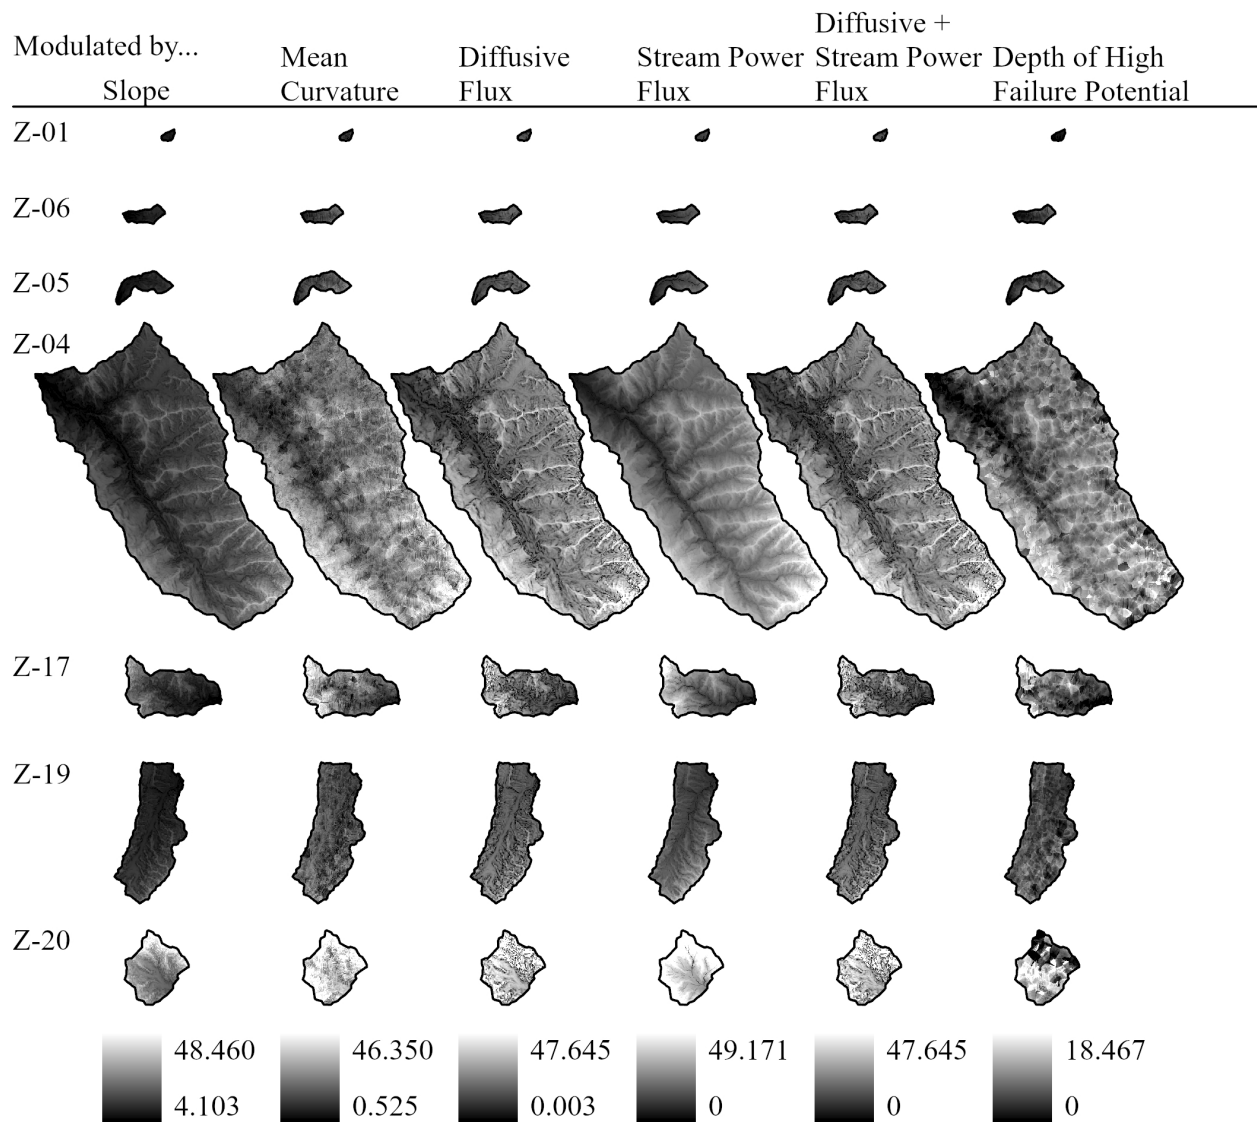 Modulated by...
Slope
Mean
Curvature
Diffusive
Flux
Stream Power
Flux
Diffusive +
Stream Power
Flux
Depth of High
Failure Potential
Z-01
Z-06
Z-05
Z-04
Z-17
Z-19
Z-20
48.460 46.350 47.645 49.171 47.645 18.467
4.103 0.525 0.003 0 0 0